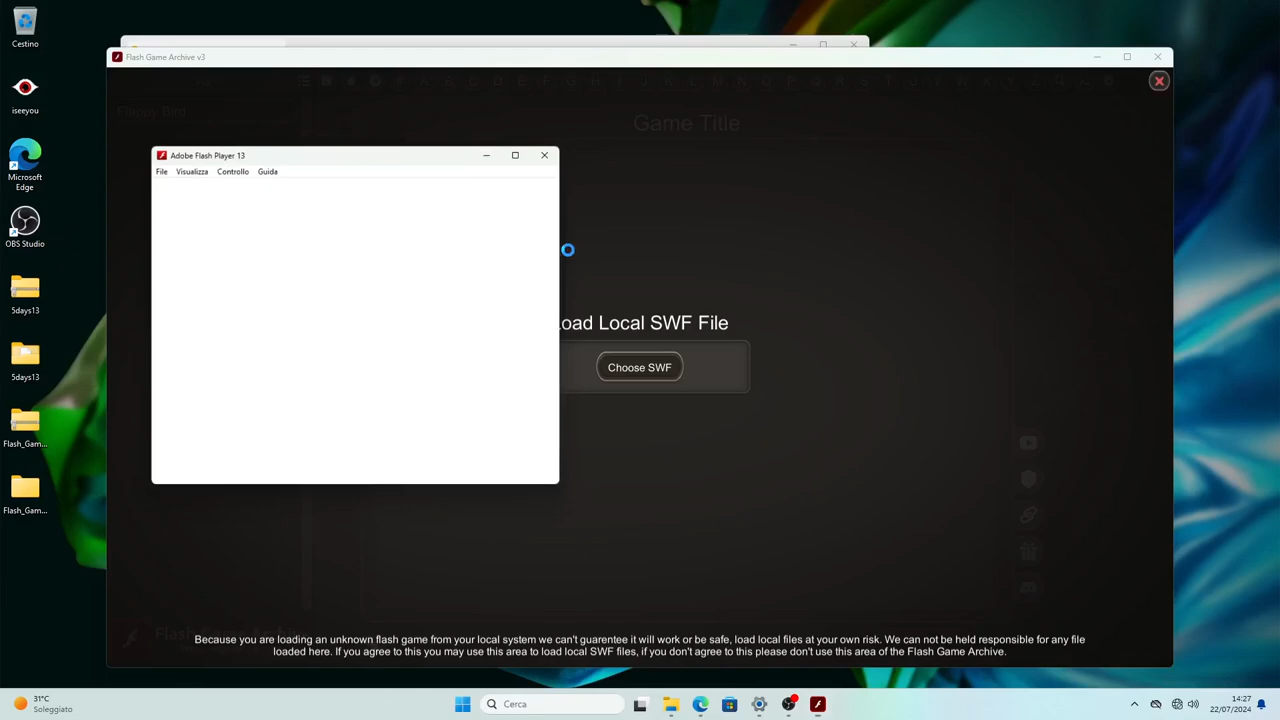 Cestino
iseeyou
Microsoft
Edge
OBS Studio
5days13
5days13
Flash_Gam...
Flash_Gam...
Flash Game Archive v3
Fluppy Bird
Game Title
Adobe Flash Player 13
File Visualizza Controllo Guida
Load Local SWF File
Choose SWF
Because you are loading an unknown flash game from your local system we can't guarentee it will work or be safe, load local files at your own risk. We can not be held responsible for any file
loaded here. If you agree to this you may use this area to load local SWF files, if you don't agree to this please don't use this area of the Flash Game Archive.
31°C
Soleggiato
Cerca
14:27
22/07/2024